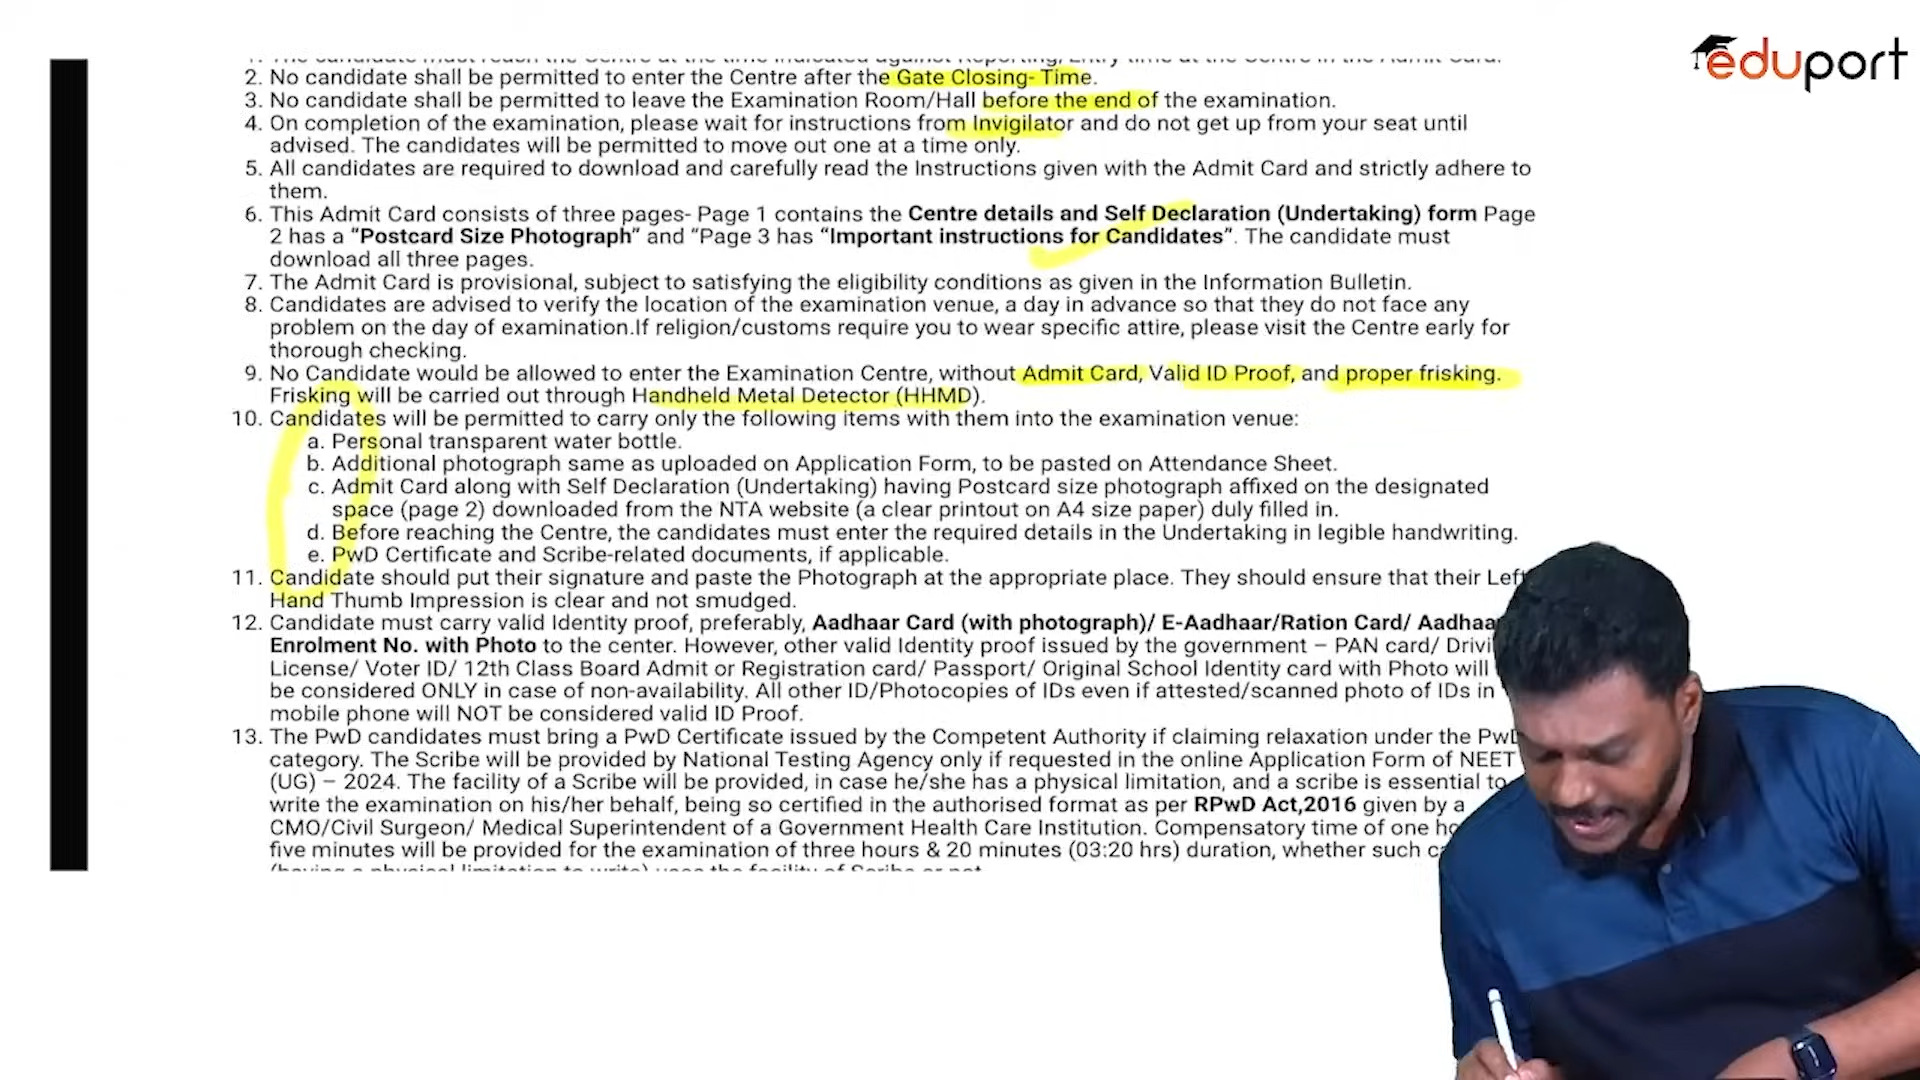 eduport
2. No candidate shall be permitted to enter the Centre after the Gate Closing- Time.
3. No candidate shall be permitted to leave the Examination Room/Hall before the end of the examination.
4. On completion of the examination, please wait for instructions from Invigilator and do not get up from your seat until
advised. The candidates will be permitted to move out one at a time only.
5. All candidates are required to download and carefully read the Instructions given with the Admit Card and strictly adhere to
them.
6. This Admit Card consists of three pages- Page 1 contains the Centre details and Self Declaration (Undertaking) form Page
2 has a “Postcard Size Photograph” and “Page 3 has “Important instructions for Candidates”. The candidate must
download all three pages.
7. The Admit Card is provisional, subject to satisfying the eligibility conditions as given in the Information Bulletin.
8. Candidates are advised to verify the location of the examination venue, a day in advance so that they do not face any
problem on the day of examination.If religion/customs require you to wear specific attire, please visit the Centre early for
thorough checking.
9. No Candidate would be allowed to enter the Examination Centre, without Admit Card, Valid ID Proof, and proper frisking.
Frisking will be carried out through Handheld Metal Detector (HHMD).
10. Candidates will be permitted to carry only the following items with them into the examination venue:
a. Personal transparent water bottle.
b. Additional photograph same as uploaded on Application Form, to be pasted on Attendance Sheet.
c. Admit Card along with Self Declaration (Undertaking) having Postcard size photograph affixed on the designated
space (page 2) downloaded from the NTA website (a clear printout on A4 size paper) duly filled in.
d. Before reaching the Centre, the candidates must enter the required details in the Undertaking in legible handwriting.
e. PwD Certificate and Scribe-related documents, if applicable.
11. Candidate should put their signature and paste the Photograph at the appropriate place. They should ensure that their Left
Hand Thumb Impression is clear and not smudged.
12. Candidate must carry valid Identity proof, preferably, Aadhaar Card (with photograph)/ E-Aadhaar/Ration Card/ Aadhaa
Enrolment No. with Photo to the center. However, other valid Identity proof issued by the government – PAN card/ Drivi
License/ Voter ID/ 12th Class Board Admit or Registration card/ Passport/ Original School Identity card with Photo will
be considered ONLY in case of non-availability. All other ID/Photocopies of IDs even if attested/scanned photo of IDs in
mobile phone will NOT be considered valid ID Proof.
13. The PwD candidates must bring a PwD Certificate issued by the Competent Authority if claiming relaxation under the PwD
category. The Scribe will be provided by National Testing Agency only if requested in the online Application Form of NEET
(UG) – 2024. The facility of a Scribe will be provided, in case he/she has a physical limitation, and a scribe is essential to
write the examination on his/her behalf, being so certified in the authorised format as per RPwD Act,2016 given by a
CMO/Civil Surgeon/ Medical Superintendent of a Government Health Care Institution. Compensatory time of one ho
five minutes will be provided for the examination of three hours & 20 minutes (03:20 hrs) duration, whether such c